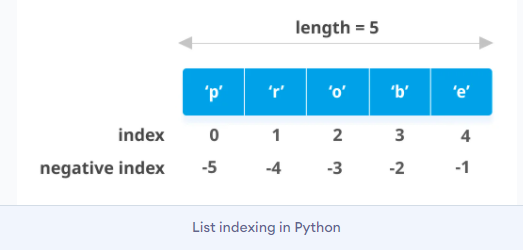 length = 5
‘p’ ‘r’ ‘o’ ‘b’ ‘e’
index 0 1 2 3 4
negative index -5 -4 -3 -2 -1
List indexing in Python